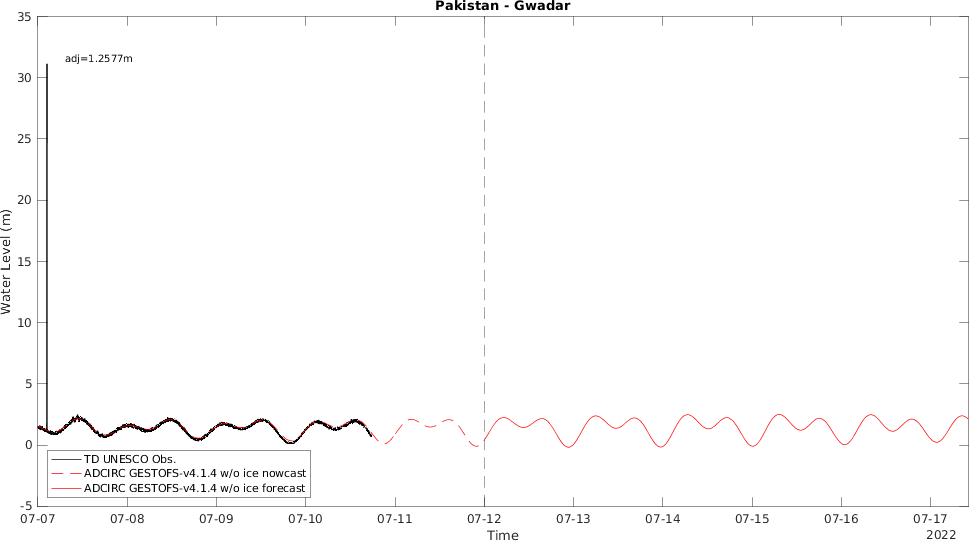 Pakistan - Gwadar
35
adj=1.2577m
30
25
20
15
10
5
0
-5
Water Level (m)
TD UNESCO Obs.
ADCIRC GESTOFS-v4.1.4 w/o ice nowcast
ADCIRC GESTOFS-v4.1.4 w/o ice forecast
07-07 07-08 07-09 07-10 07-11 07-12 07-13 07-14 07-15 07-16 07-17
Time
2022